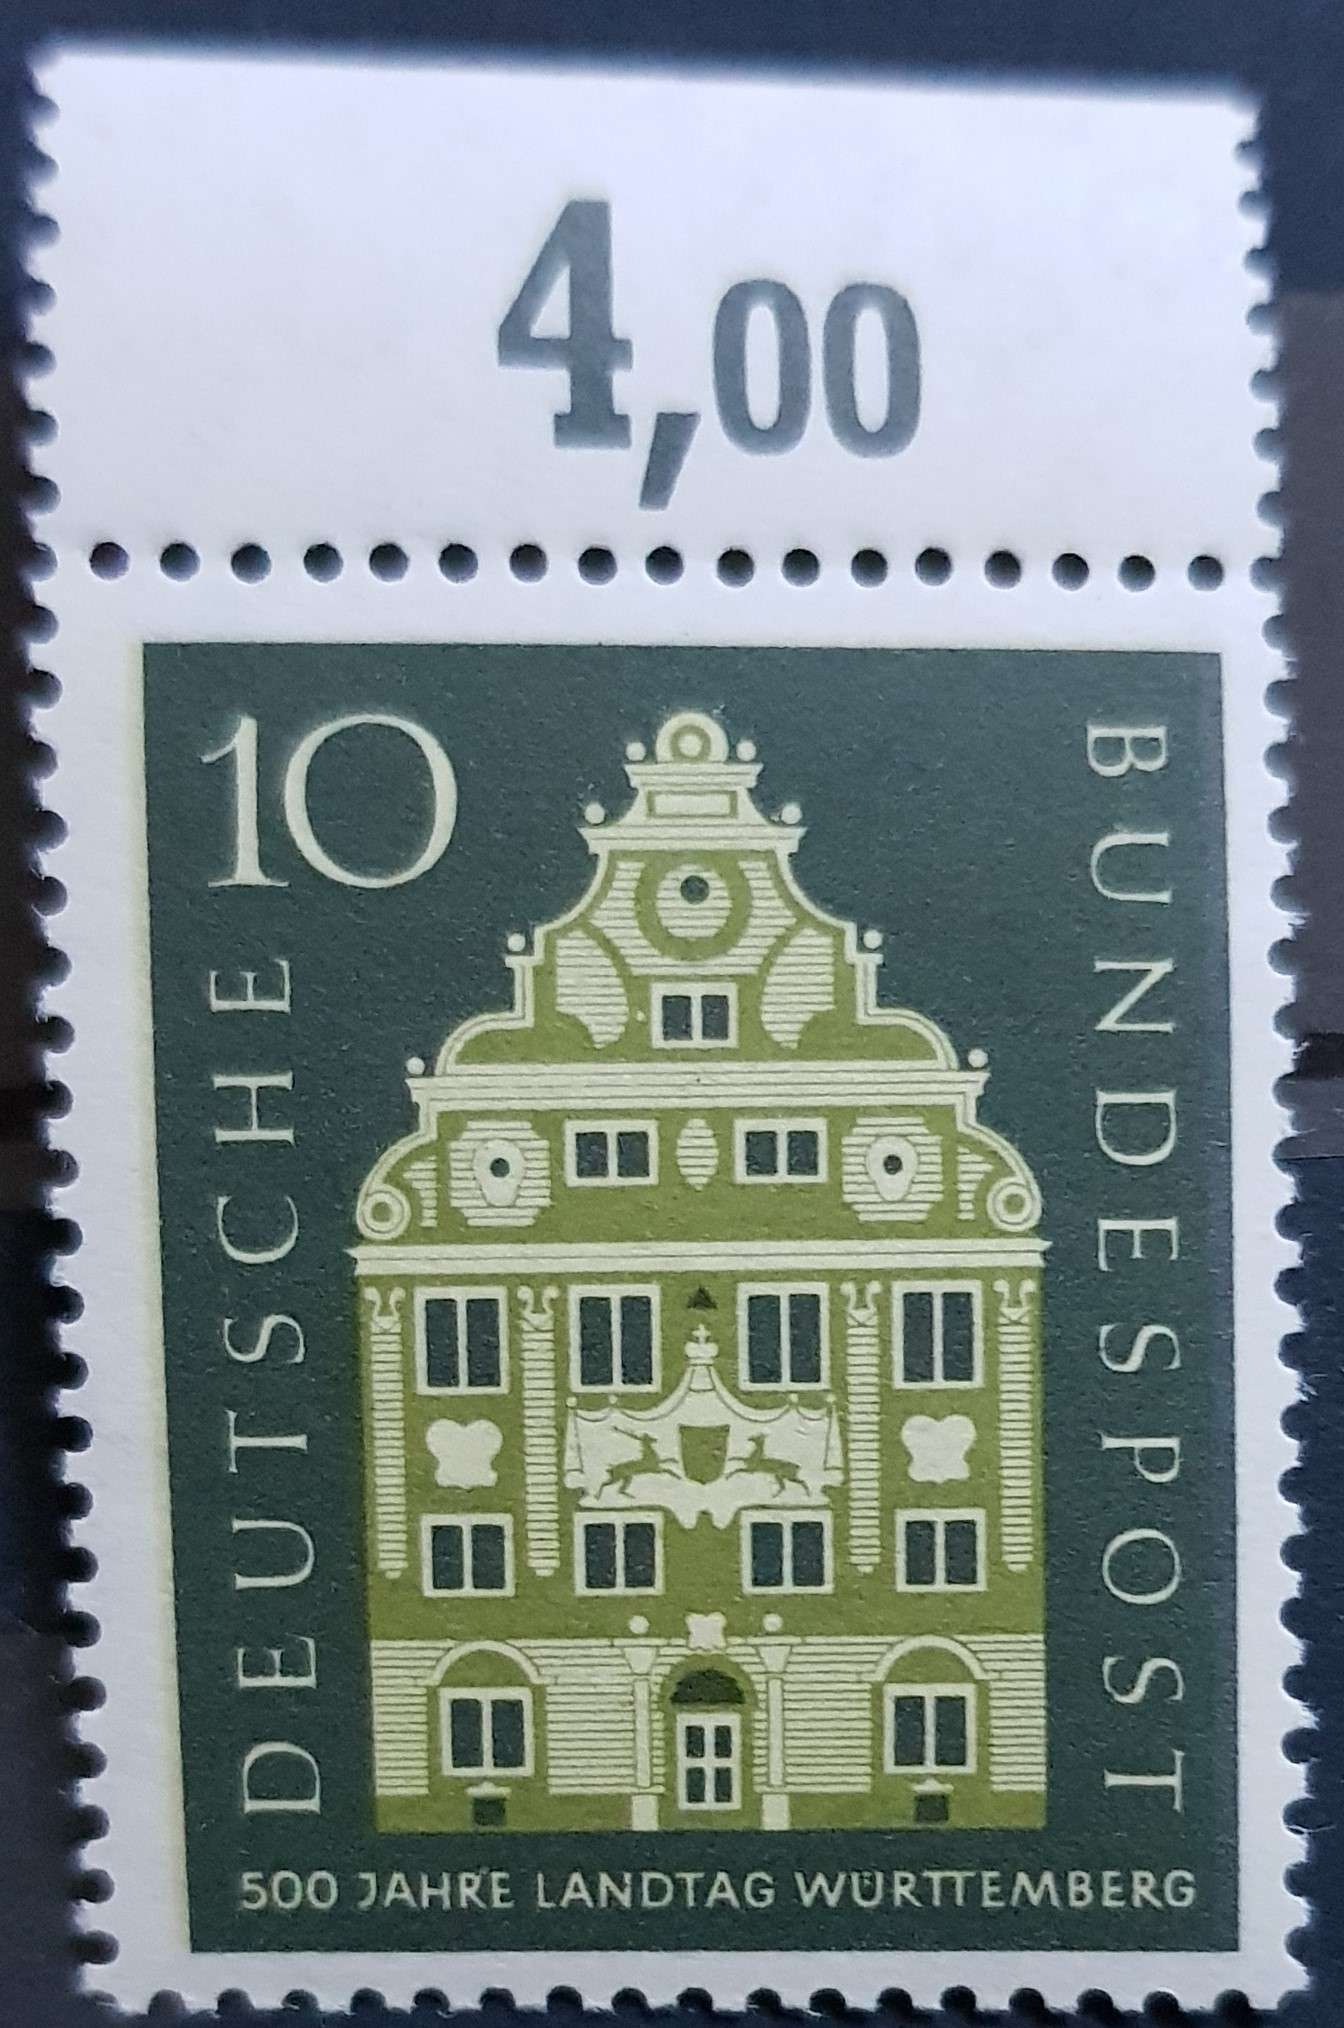 4,00
10
DEUTSCHE
BUNDESPOST
500 JAHRE LANDTAG WÜRTTEMBERG